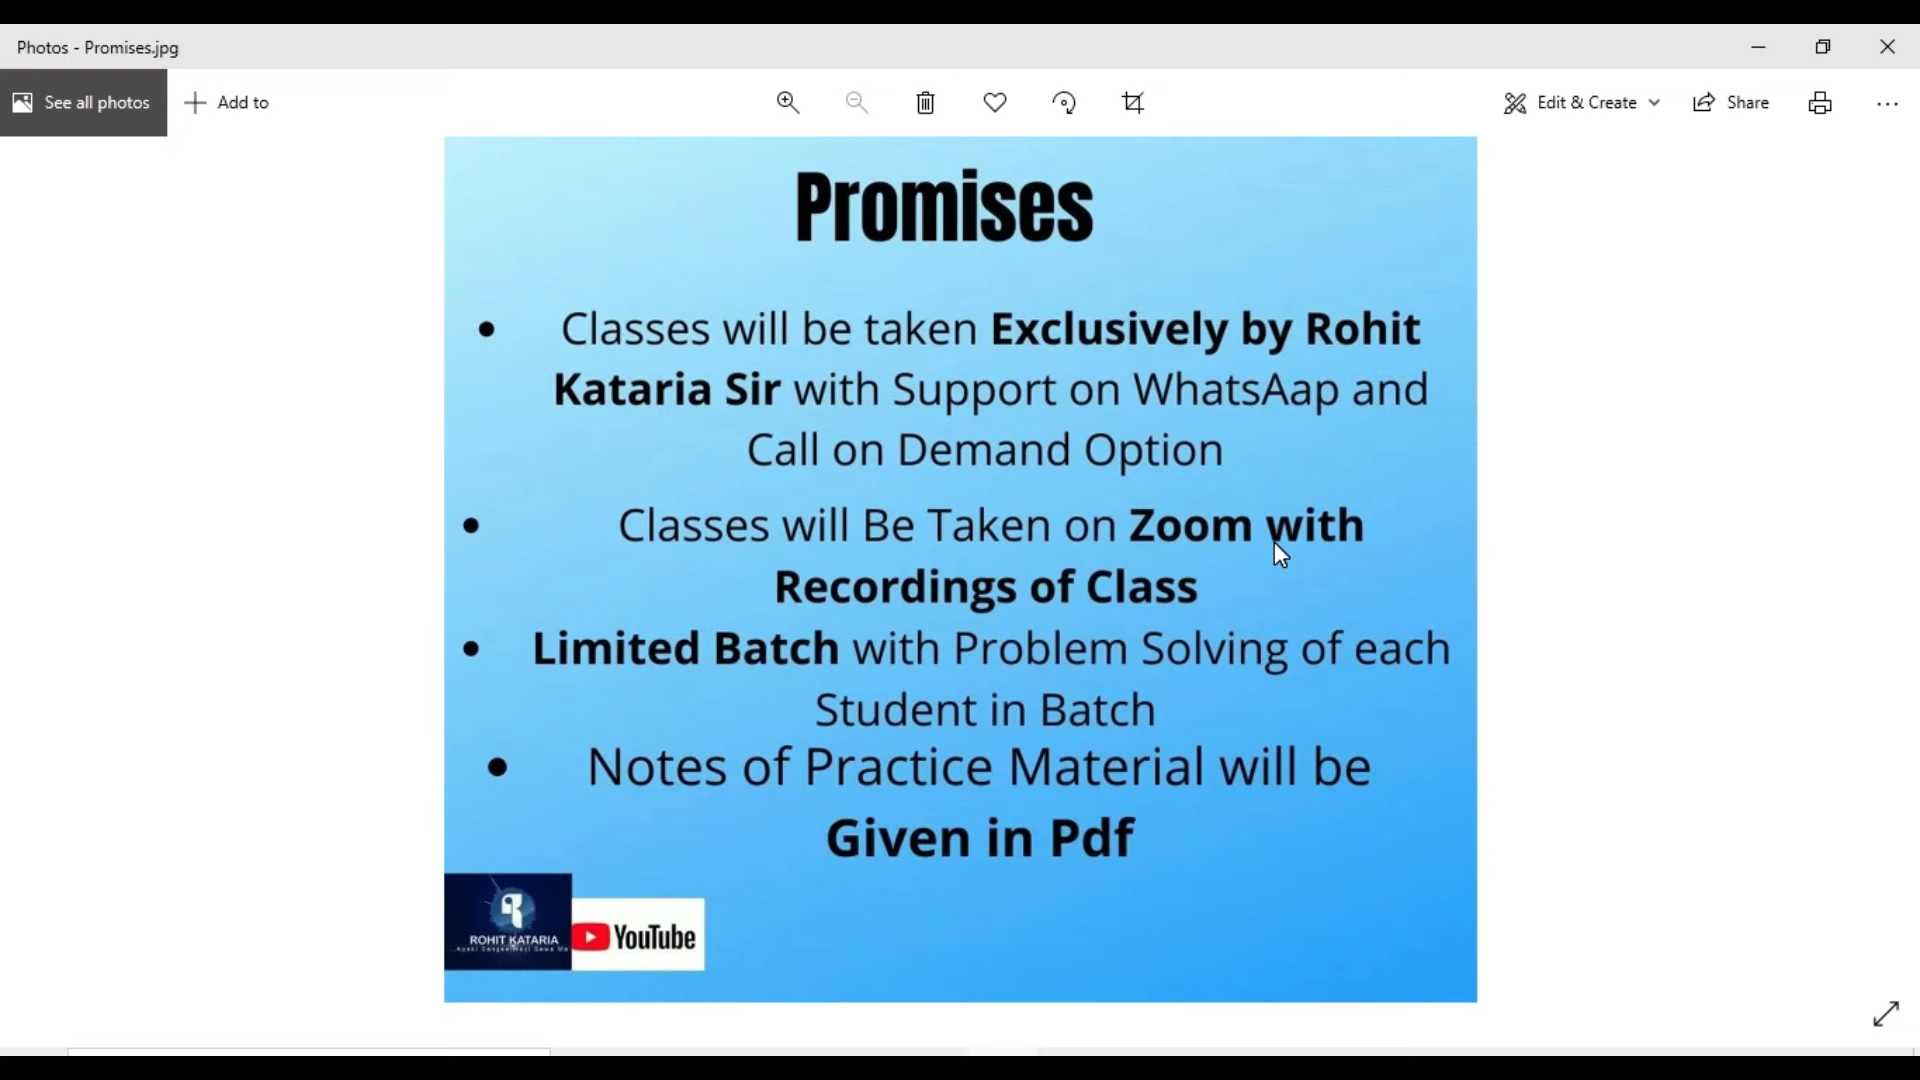 Photos - Promises.jpg
See all photos
Add to
Edit & Create
Share
Promises
• Classes will be taken Exclusively by Rohit
Kataria Sir with Support on WhatsAap and
Call on Demand Option
• Classes will Be Taken on Zoom with
Recordings of Class
• Limited Batch with Problem Solving of each
Student in Batch
• Notes of Practice Material will be
Given in Pdf
ROHIT KATARIA
YouTube